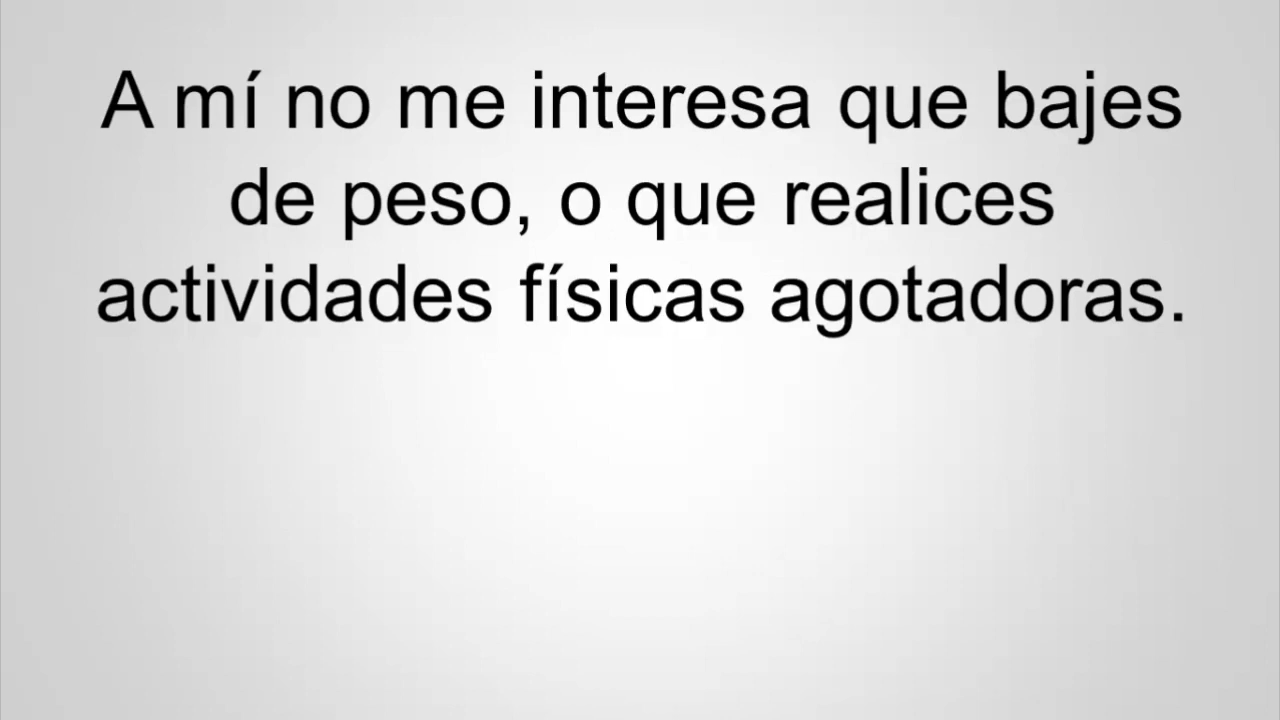 A mí no me interesa que bajes
de peso, o que realices
actividades físicas agotadoras.